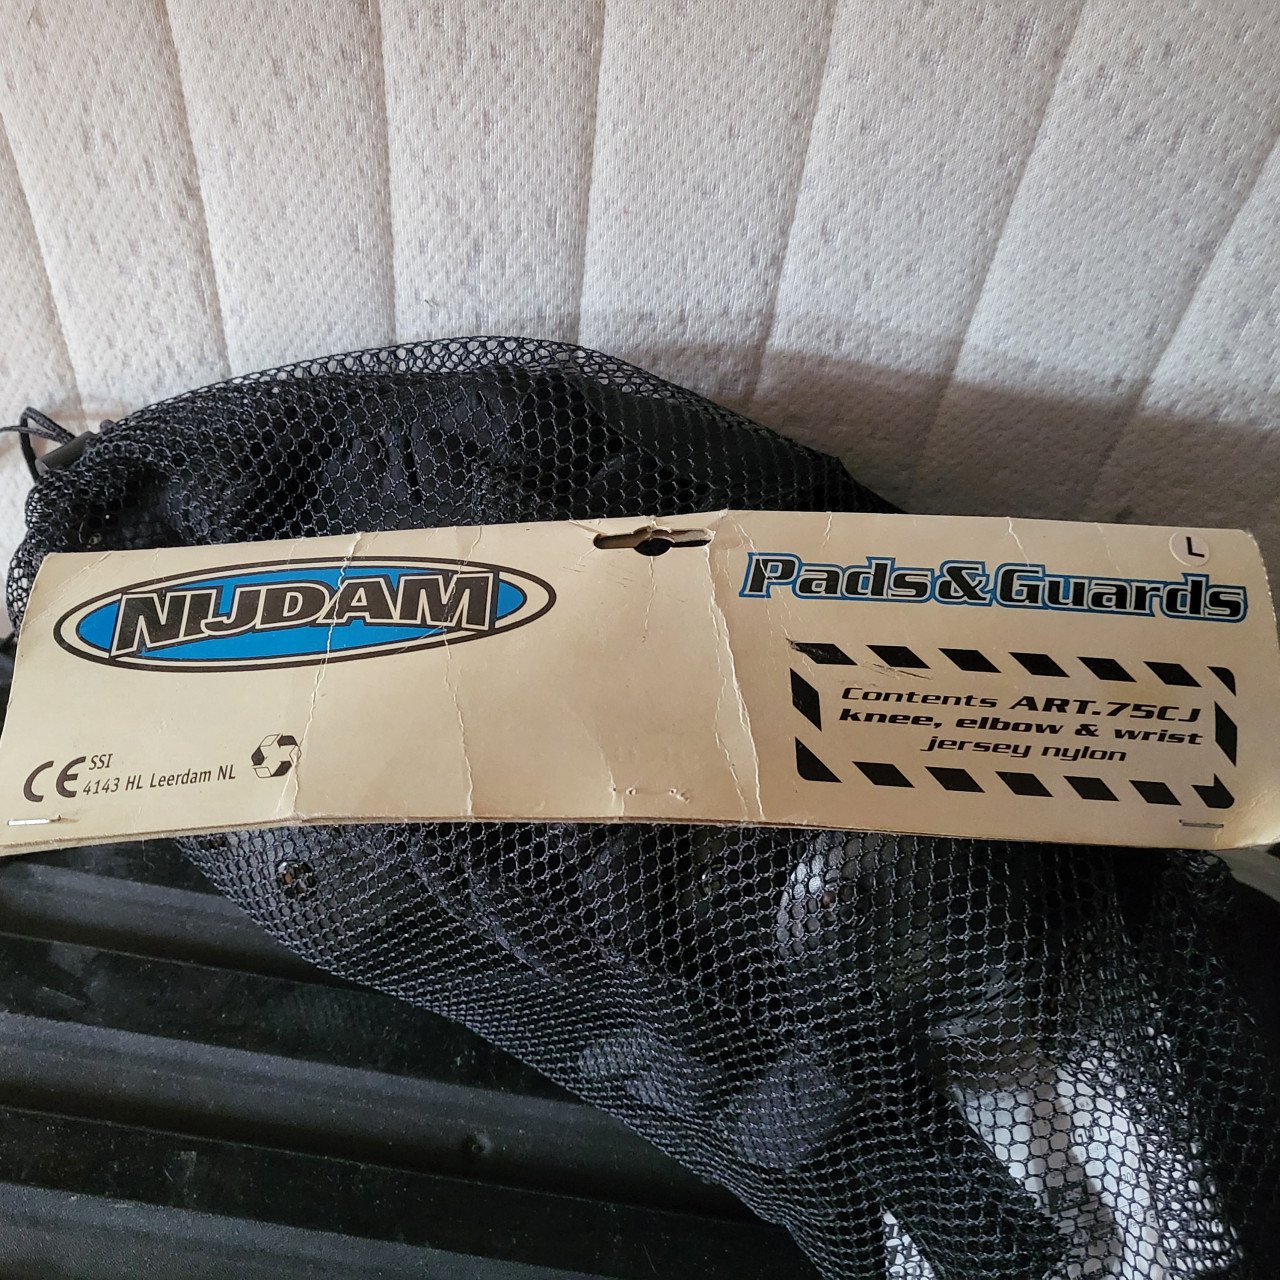 NIJDAM
CE SSI
4143 HL Leerdam NL
L
Pads&Guards
Contents ART.75CJ
knee, elbow & wrist
jersey nylon